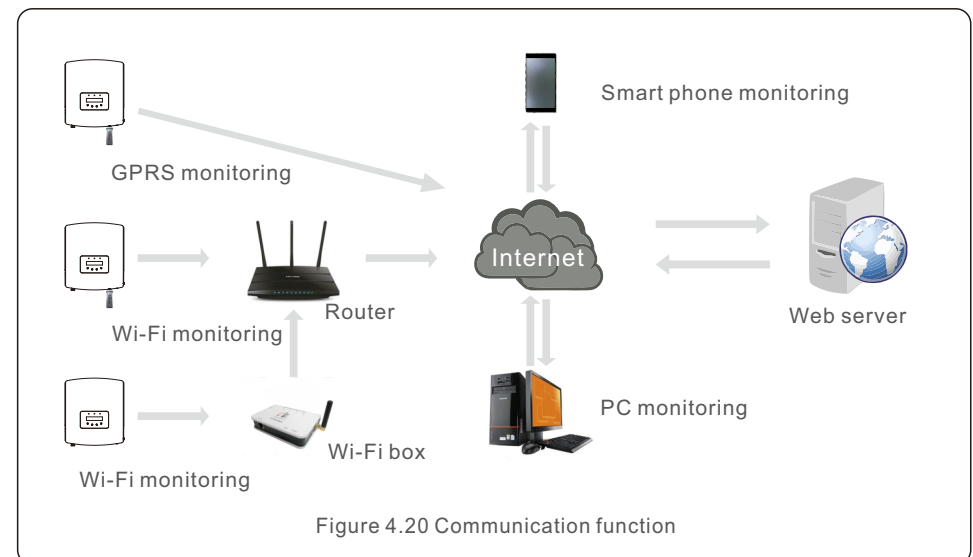 Smart phone monitoring
GPRS monitoring
Internet
Router
Wi-Fi monitoring
Web server
PC monitoring
Wi-Fi box
Wi-Fi monitoring
Figure 4.20 Communication function